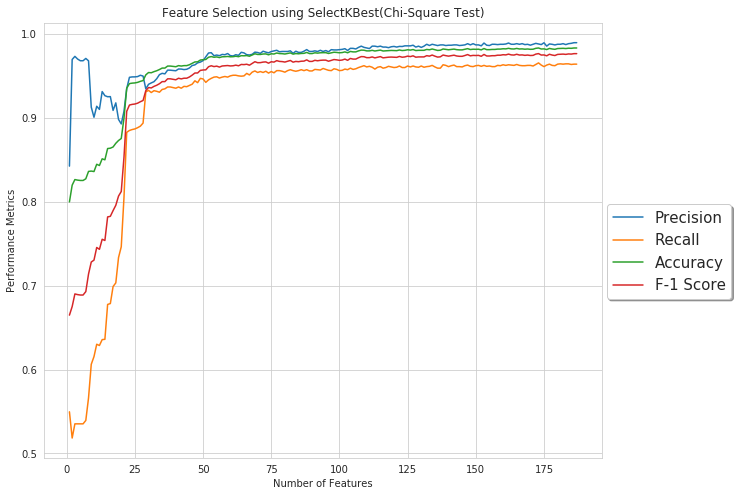 Feature Selection using SelectKBest(Chi-Square Test)
1.0
0.9
0.8
0.7
0.6
0.5
Performance Metrics
0 25 50 75 100 125 150 175
Number of Features
Precision
Recall
Accuracy
F-1 Score